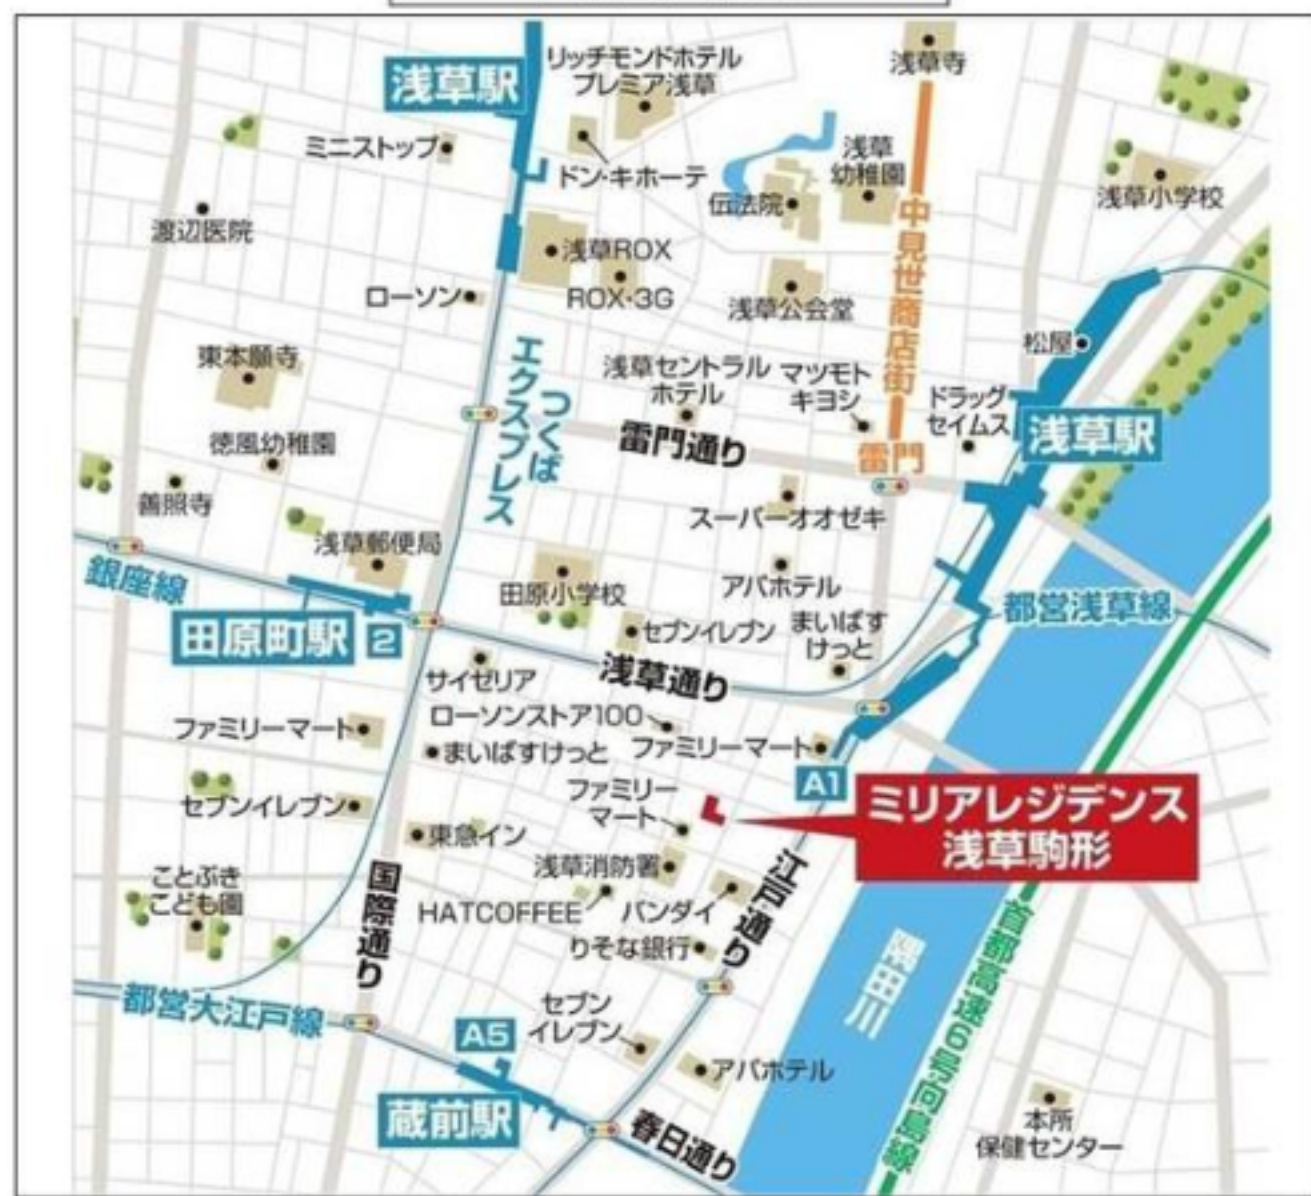 浅草駅
リッチモンドホテル
プレミア浅草
浅草寺
ミニストップ
ドン・キホーテ
浅草
幼稚園
伝法院
浅草小学校
渡辺医院
浅草ROX
ROX・3G
ローソン
浅草公会堂
中見世商店街
松屋
東本願寺
つくば
エクスプレス
浅草セントラル
ホテル
マツモト
キヨシ
ドラッグ
セイムス
浅草駅
徳風幼稚園
雷門通り
雷門
善照寺
スーパーオオゼキ
浅草郵便局
銀座線
田原小学校
アパホテル
都営浅草線
田原町駅
2
セブンイレブン
まいばす
けっと
浅草通り
サイゼリア
ローソンストア100
ファミリーマート
まいばすけっと
ファミリーマート
A1
ミリアレジデンス
浅草駒形
セブンイレブン
ファミリー
マート
東急イン
浅草消防署
江戸通り
ことぶき
こども園
国際通り
HATCOFFEE
バンダイ
りそな銀行
隅田川
首都高速6号向島線
都営大江戸線
セブン
イレブン
A5
アパホテル
蔵前駅
春日通り
本所
保健センター